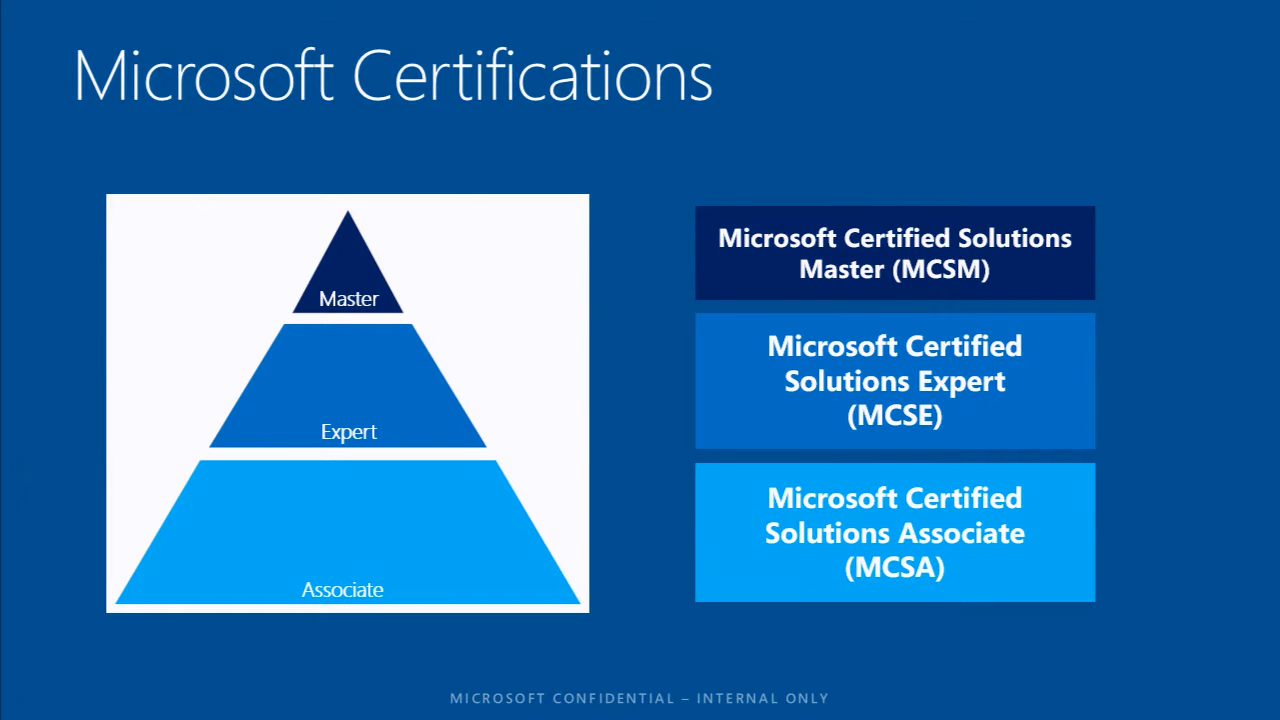 Microsoft Certifications
Master
Expert
Associate
Microsoft Certified Solutions
Master (MCSM)
Microsoft Certified
Solutions Expert
(MCSE)
Microsoft Certified
Solutions Associate
(MCSA)
MICROSOFT CONFIDENTIAL – INTERNAL ONLY